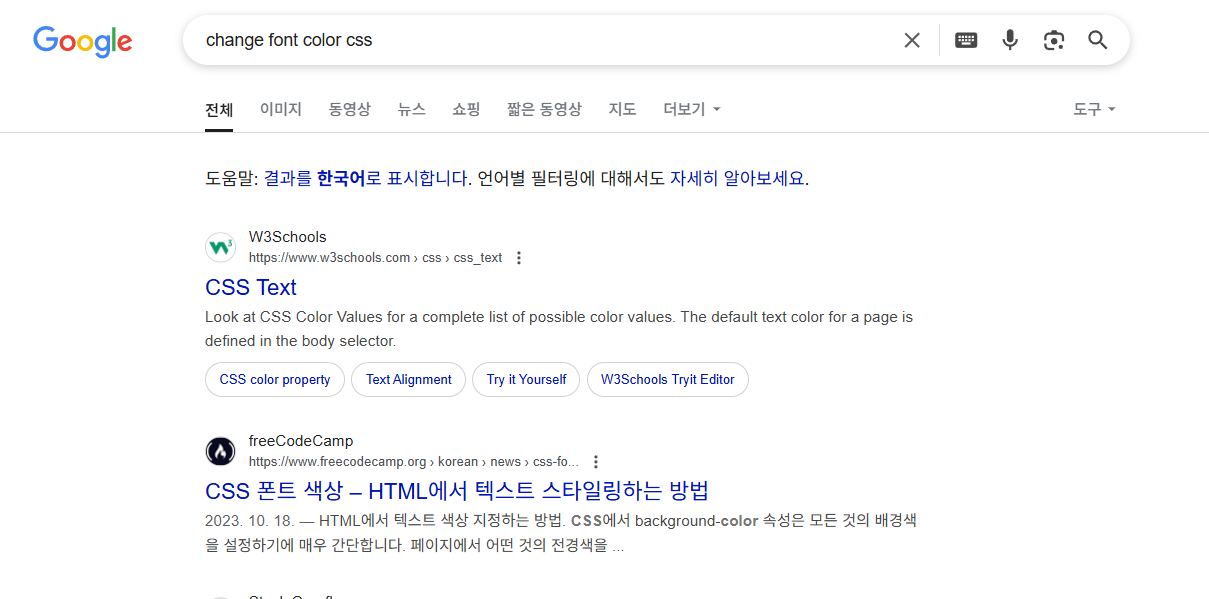 Google
change font color css
전체 이미지 동영상 뉴스 쇼핑 짧은 동영상 지도 더보기 도구
도움말: 결과를 한국어로 표시합니다. 언어별 필터링에 대해서도 자세히 알아보세요.
W3Schools
https://www.w3schools.com › css › css_text
CSS Text
Look at CSS Color Values for a complete list of possible color values. The default text color for a page is
defined in the body selector.
CSS color property Text Alignment Try it Yourself W3Schools Tryit Editor
freeCodeCamp
https://www.freecodecamp.org › korean › news › css-fo...
CSS 폰트 색상 – HTML에서 텍스트 스타일링하는 방법
2023. 10. 18. — HTML에서 텍스트 색상 지정하는 방법. CSS에서 background-color 속성은 모든 것의 배경색
을 설정하기에 매우 간단합니다. 페이지에서 어떤 것의 전경색을 ...